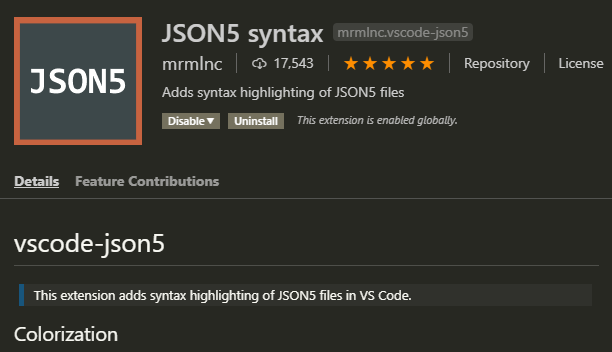 JSON5
JSON5 syntax mrmlnc.vscode-json5
mrmlnc 17,543 Repository License
Adds syntax highlighting of JSON5 files
Disable Uninstall This extension is enabled globally.
Details Feature Contributions
vscode-json5
This extension adds syntax highlighting of JSON5 files in VS Code.
Colorization